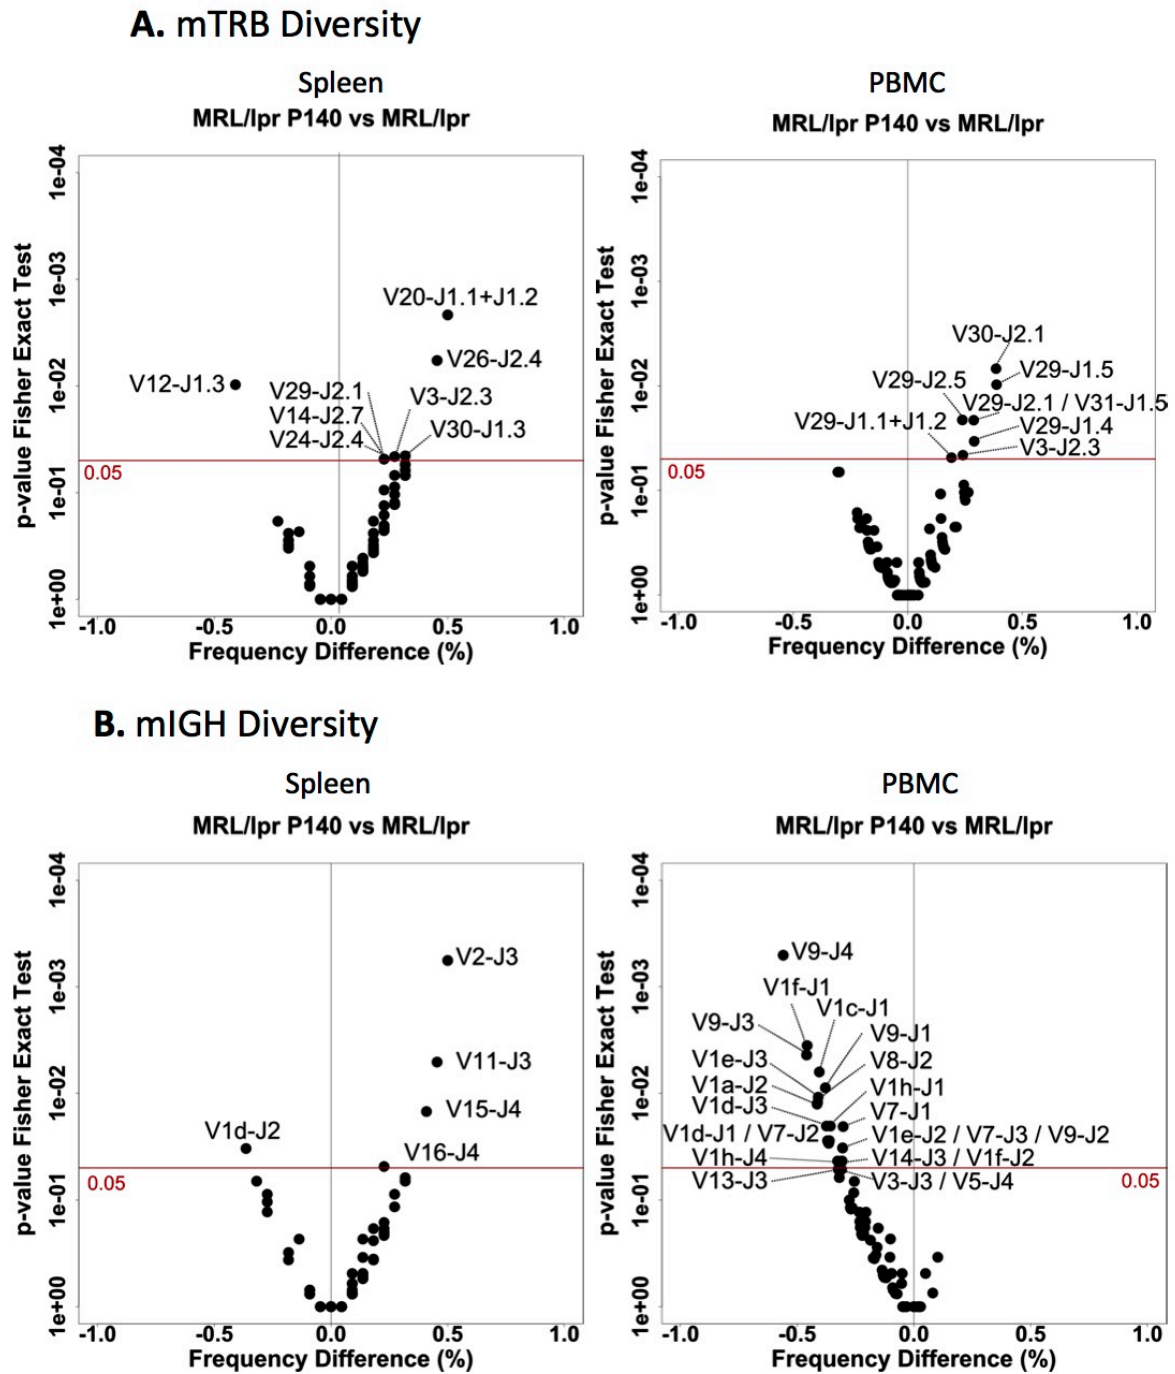 A. mTRB Diversity
Spleen
MRL/lpr P140 vs MRL/lpr
p-value Fisher Exact Test
1e-04
1e-03
1e-02
1e-01
1e+00
V20-J1.1+J1.2
V26-J2.4
V12-J1.3
V29-J2.1
V14-J2.7
V24-J2.4
V3-J2.3
V30-J1.3
0.05
-1.0
-0.5
0.0
0.5
1.0
Frequency Difference (%)
PBMC
MRL/lpr P140 vs MRL/lpr
p-value Fisher Exact Test
1e-04
1e-03
1e-02
1e-01
1e+00
V30-J2.1
V29-J1.5
V29-J2.5
V29-J2.1 / V31-J1.5
V29-J1.1+J1.2
V29-J1.4
V3-J2.3
0.05
-1.0
-0.5
0.0
0.5
1.0
Frequency Difference (%)
B. mIGH Diversity
Spleen
MRL/lpr P140 vs MRL/lpr
p-value Fisher Exact Test
1e-04
1e-03
1e-02
1e-01
1e+00
V2-J3
V11-J3
V15-J4
V1d-J2
V16-J4
0.05
-1.0
-0.5
0.0
0.5
1.0
Frequency Difference (%)
PBMC
MRL/lpr P140 vs MRL/lpr
p-value Fisher Exact Test
1e-04
1e-03
1e-02
1e-01
1e+00
V9-J4
V1f-J1
V1c-J1
V9-J3
V9-J1
V1e-J3
V8-J2
V1a-J2
V1h-J1
V1d-J3
V7-J1
V1d-J1 / V7-J2
V1e-J2 / V7-J3 / V9-J2
V1h-J4
V14-J3 / V1f-J2
V13-J3
V3-J3 / V5-J4
0.05
-1.0
-0.5
0.0
0.5
1.0
Frequency Difference (%)